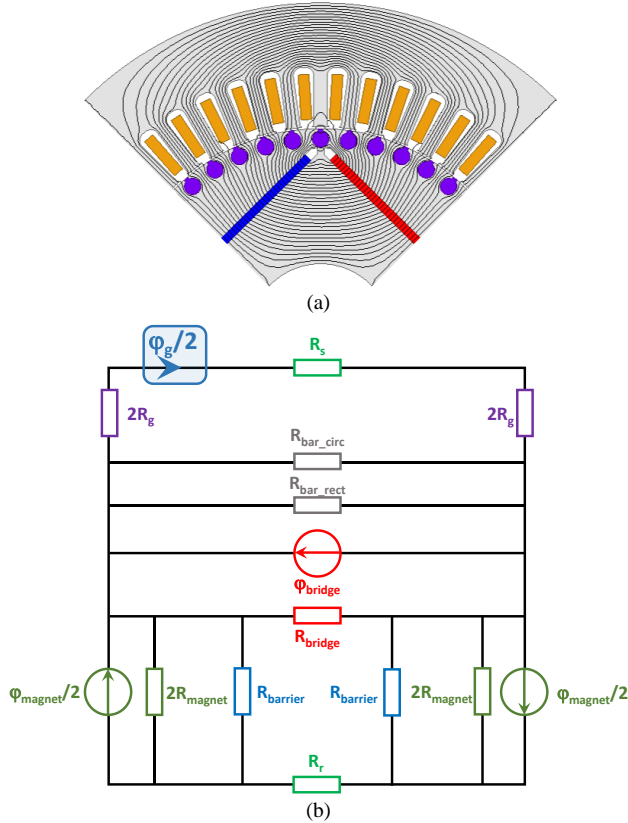 (a)
φg/2
Rs
2Rg
2Rg
Rbar_circ
Rbar_rect
φbridge
Rbridge
φmagnet/2
2Rmagnet
Rbarrier
Rbarrier
2Rmagnet
φmagnet/2
Rr
(b)